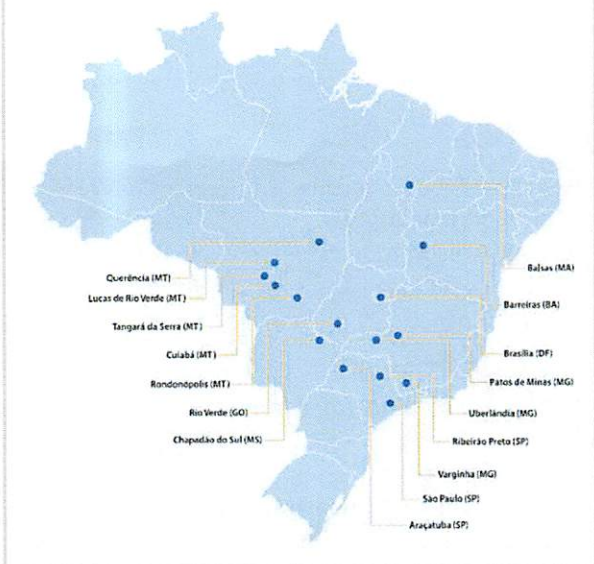 Querência (MT)
Lucas de Rio Verde (MT)
Tangará da Serra (MT)
Cuiabá (MT)
Rondonópolis (MT)
Rio Verde (GO)
Chapadão do Sul (MS)
Balsas (MA)
Barreiras (BA)
Brasília (DF)
Patos de Minas (MG)
Uberlândia (MG)
Ribeirão Preto (SP)
Varginha (MG)
São Paulo (SP)
Araçatuba (SP)